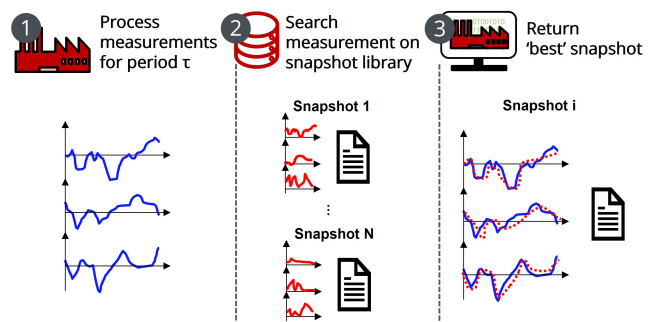 1
Process
measurements
for period τ
2
Search
measurement on
snapshot library
3
01001010
Return
‘best’ snapshot
Snapshot 1
⋮
Snapshot N
Snapshot i